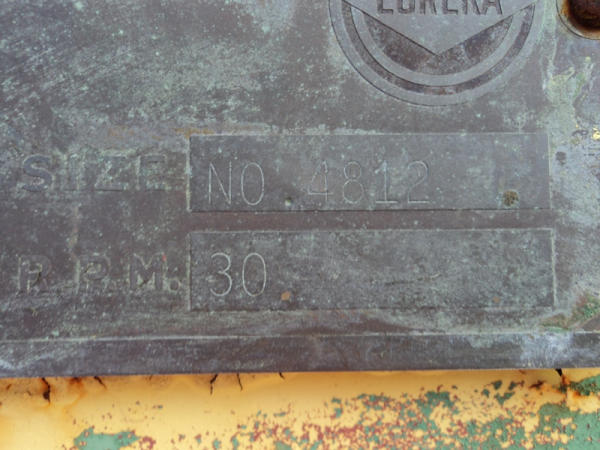 EUREKA
SIZE NO. 4812
R.P.M. 30